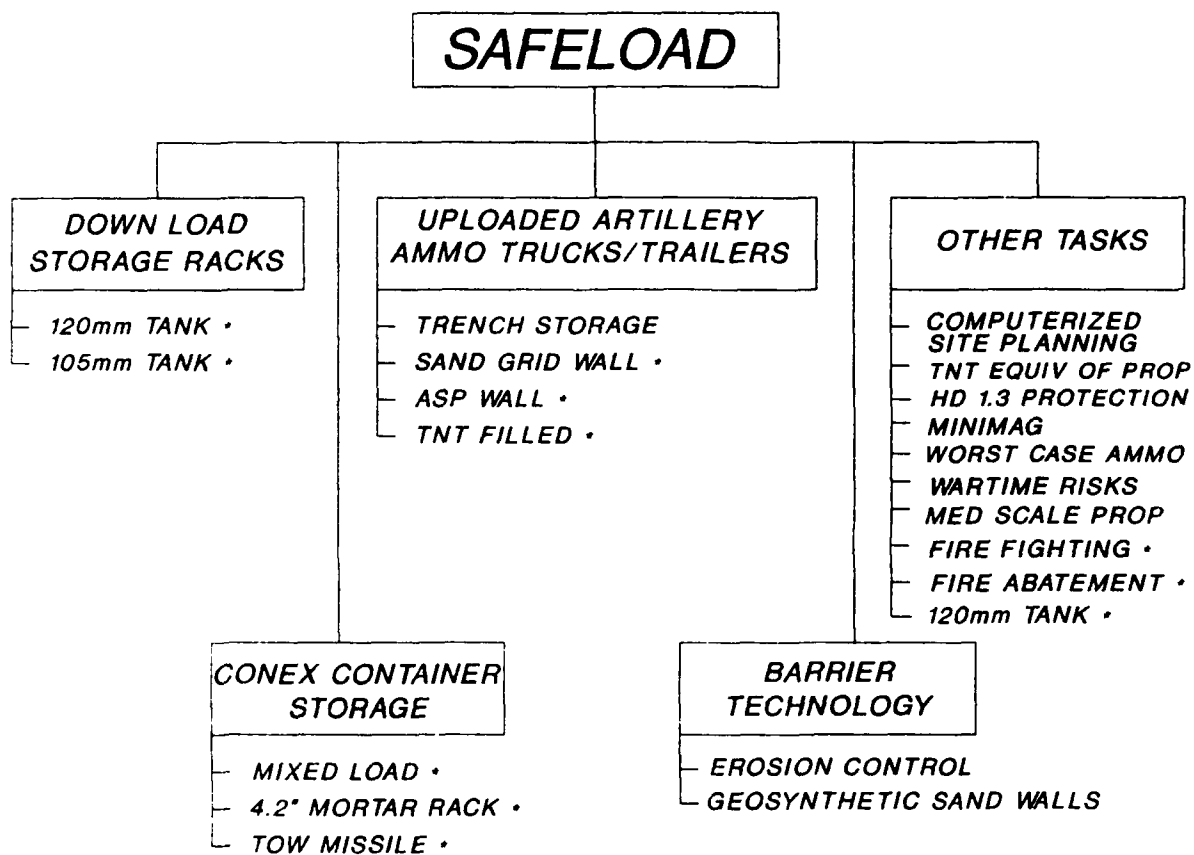 SAFELOAD
DOWN LOAD
STORAGE RACKS
120mm TANK *
105mm TANK *
UPLOADED ARTILLERY
AMMO TRUCKS/TRAILERS
TRENCH STORAGE
SAND GRID WALL *
ASP WALL *
TNT FILLED *
OTHER TASKS
COMPUTERIZED
SITE PLANNING
TNT EQUIV OF PROP
HD 1.3 PROTECTION
MINIMAG
WORST CASE AMMO
WARTIME RISKS
MED SCALE PROP
FIRE FIGHTING *
FIRE ABATEMENT *
120mm TANK *
CONEX CONTAINER
STORAGE
MIXED LOAD *
4.2" MORTAR RACK *
TOW MISSILE *
BARRIER
TECHNOLOGY
EROSION CONTROL
GEOSYNTHETIC SAND WALLS